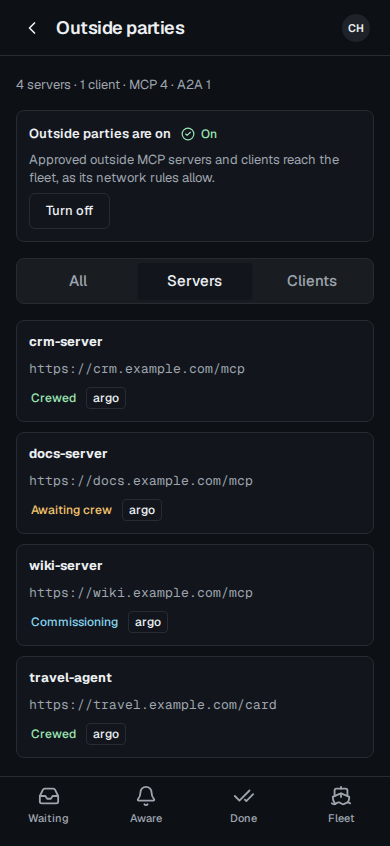 Outside parties
CH
4 servers · 1 client · MCP 4 · A2A 1
Outside parties are on
On
Approved outside MCP servers and clients reach the
fleet, as its network rules allow.
Turn off
All
Servers
Clients
crm-server
https://crm.example.com/mcp
Crewed
argo
docs-server
https://docs.example.com/mcp
Awaiting crew
argo
wiki-server
https://wiki.example.com/mcp
Commissioning
argo
travel-agent
https://travel.example.com/card
Crewed
argo
Waiting
Aware
Done
Fleet